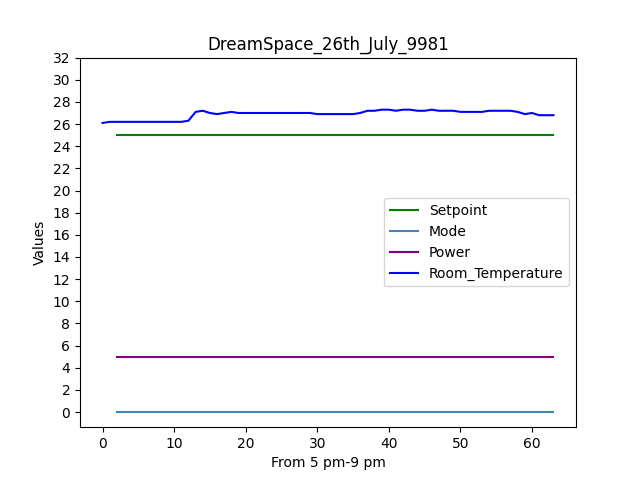 DreamSpace_26th_July_9981
32
30
28
26
24
22
20
18
16
14
12
10
8
6
4
2
0
Values
Setpoint
Mode
Power
Room_Temperature
0 10 20 30 40 50 60
From 5 pm-9 pm